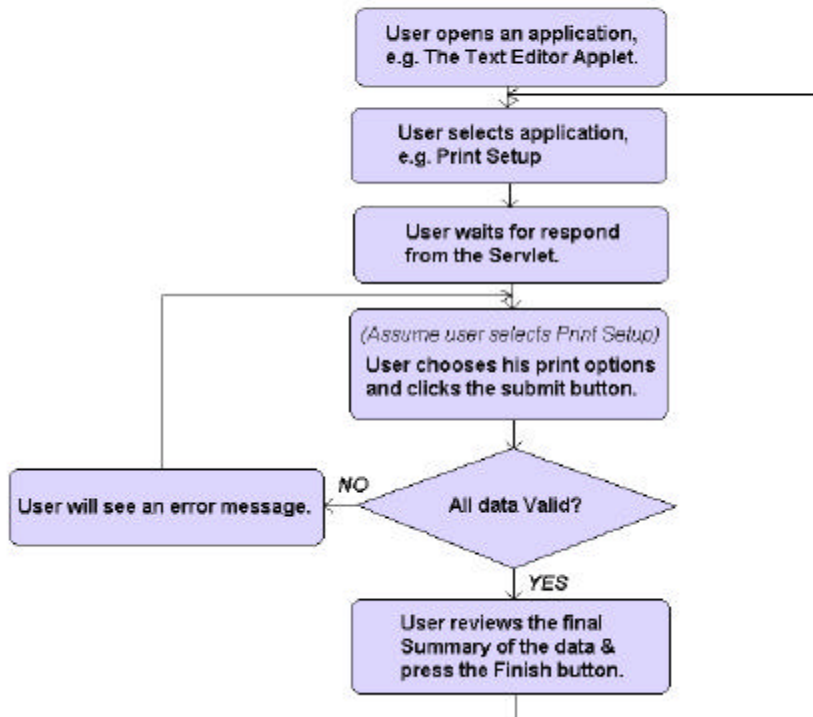 User opens an application,
e.g. The Text Editor Applet.
User selects application,
e.g. Print Setup
User waits for respond
from the Servlet.
(Assume user selects Print Setup)
User chooses his print options
and clicks the submit button.
All data Valid?
NO
User will see an error message.
YES
User reviews the final
Summary of the data &
press the Finish button.